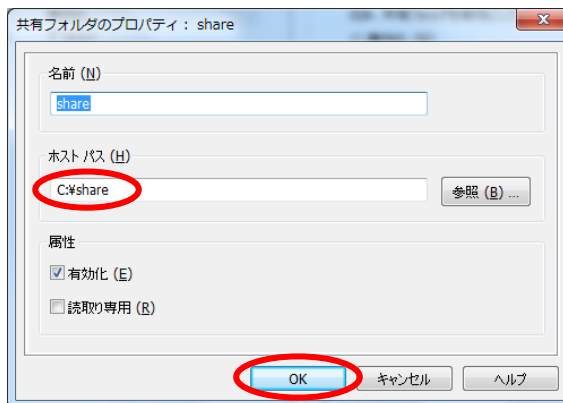 共有フォルダのプロパティ： share
名前 (N)
share
ホスト パス (H)
C:¥share
参照 (B) ...
属性
有効化 (E)
読取り専用 (R)
OK
キャンセル
ヘルプ